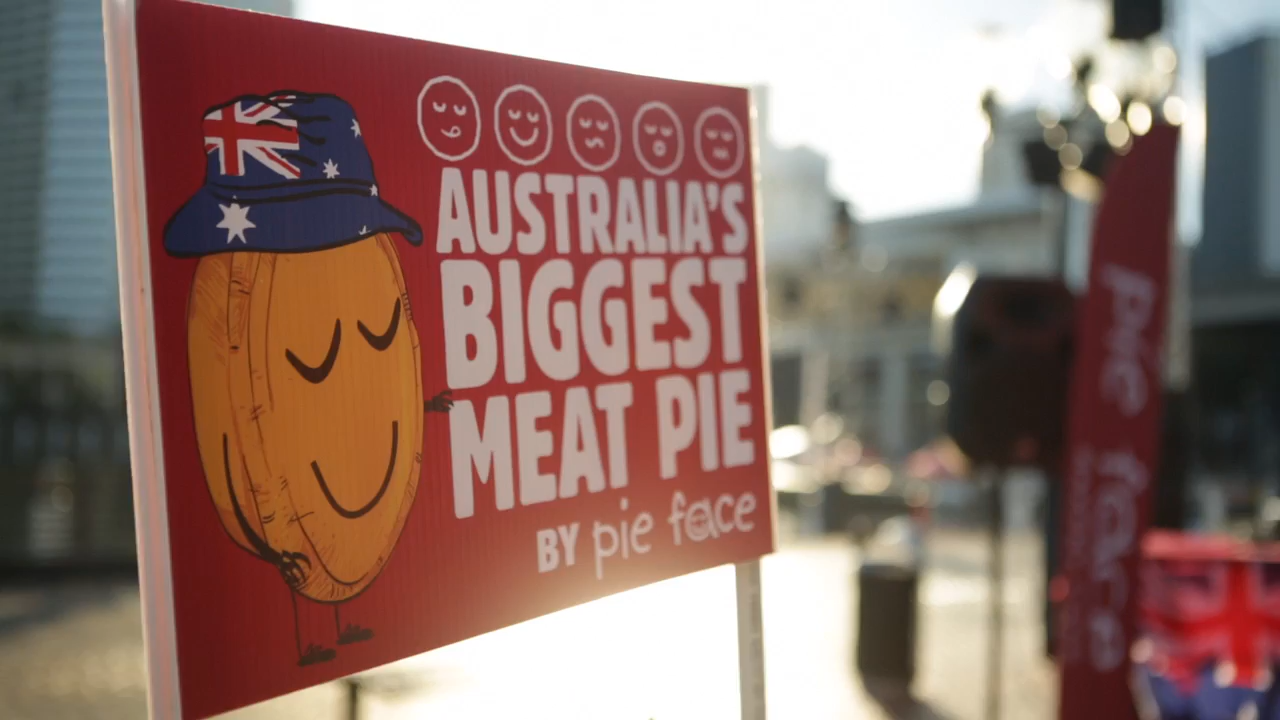 AUSTRALIA'S
BIGGEST
MEAT PIE
BY pie face
pie face